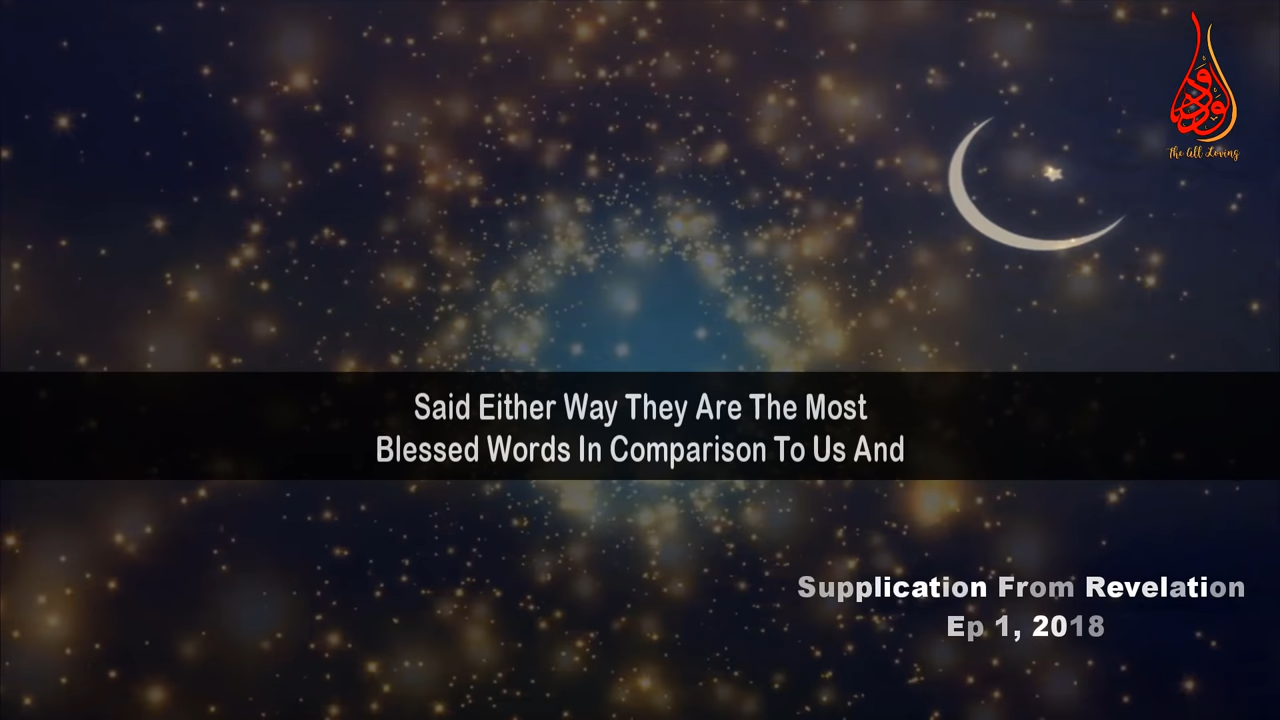 الودود
The All Loving
Said Either Way They Are The Most
Blessed Words In Comparison To Us And
Supplication From Revelation
Ep 1, 2018